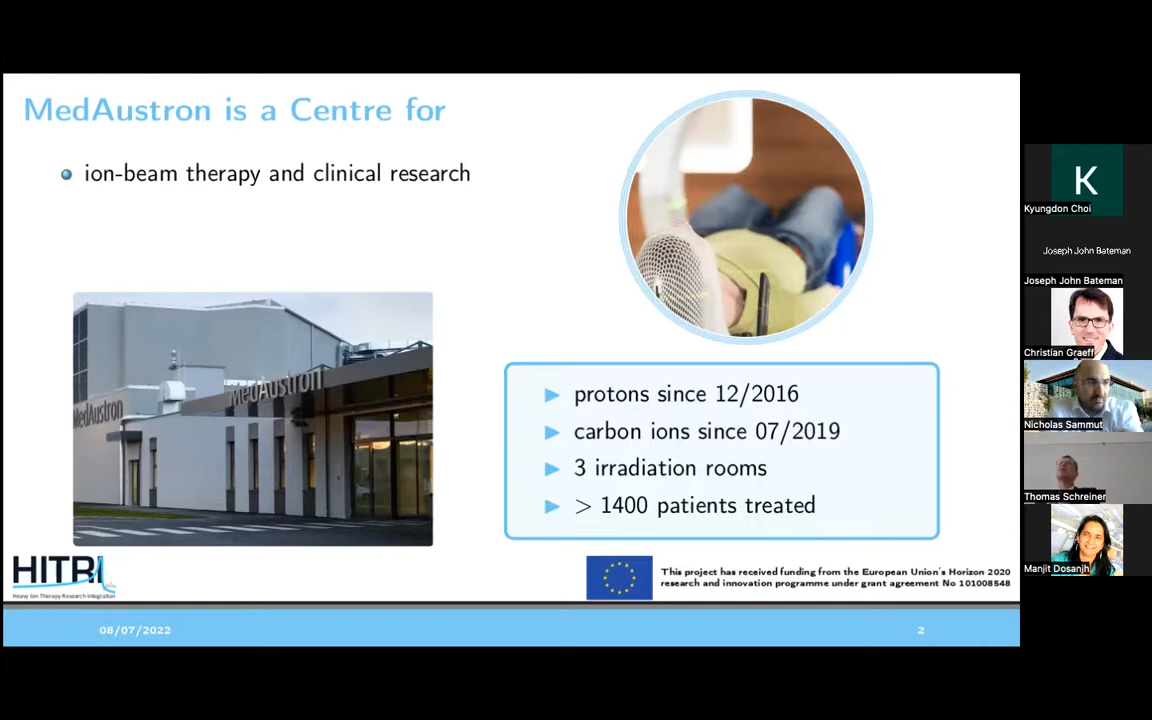 MedAustron is a Centre for
ion-beam therapy and clinical research
MedAustron
MedAustron
▶ protons since 12/2016
▶ carbon ions since 07/2019
▶ 3 irradiation rooms
▶ > 1400 patients treated
HITRI
Heavy Ion Therapy Research Integration
This project has received funding from the European Union's Horizon 2020
research and innovation programme under grant agreement No 101008548
08/07/2022
2
K
Kyungdon Choi
Joseph John Bateman
Joseph John Bateman
Christian Graeff
Nicholas Sammut
Thomas Schreiner
Manjit Dosanjh